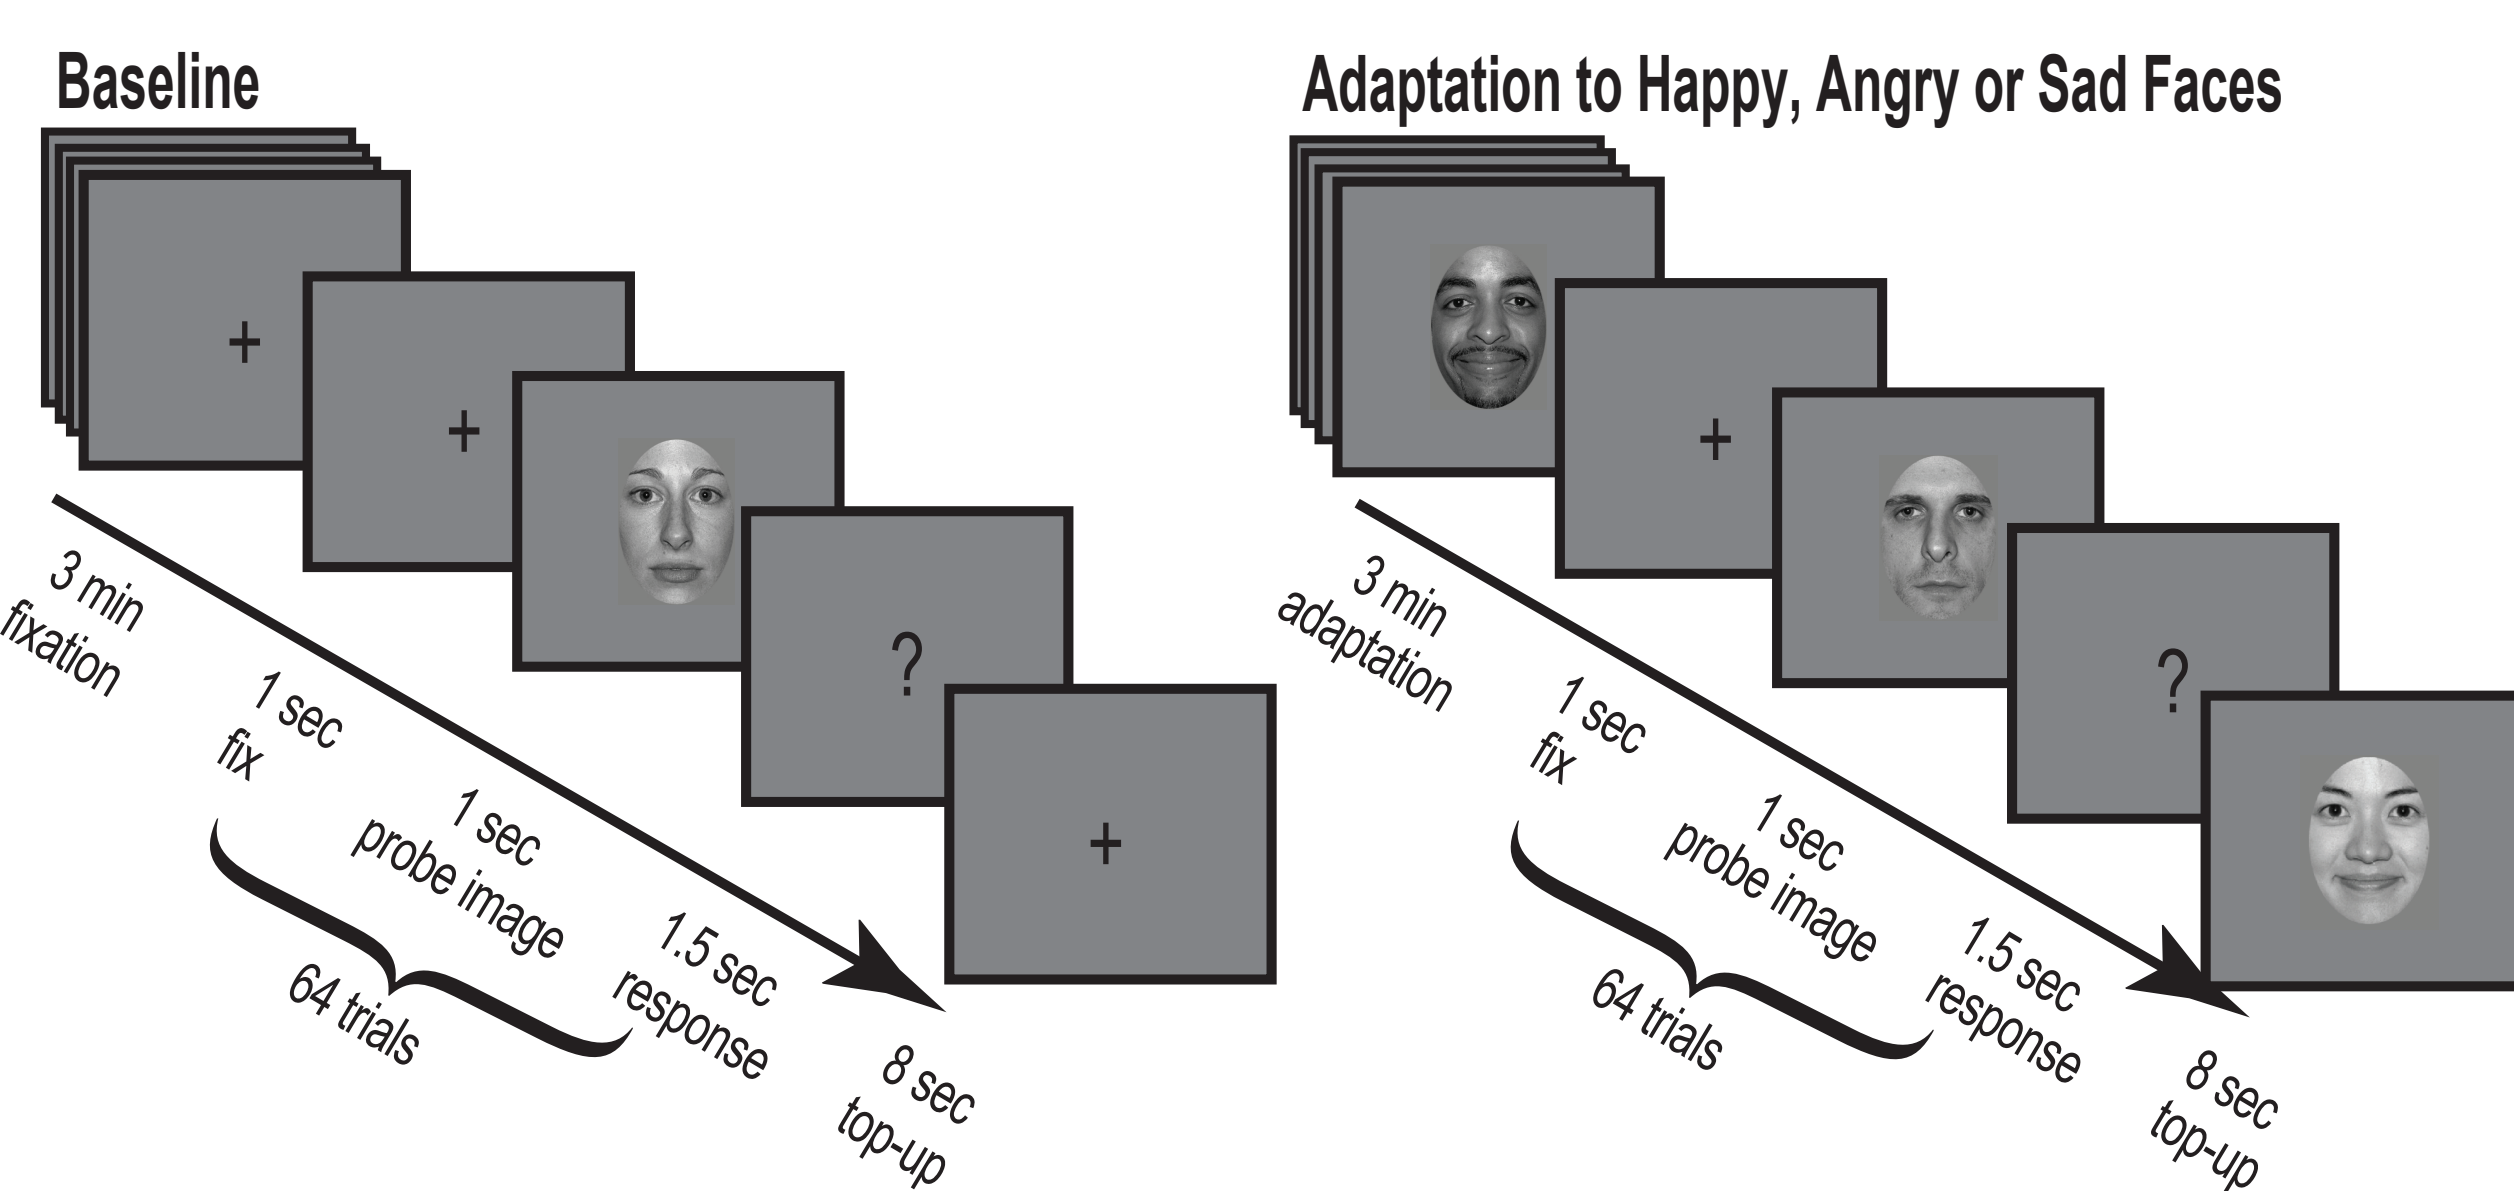 Baseline
+
+
?
+
3 min
fixation
1 sec
fix
1 sec
probe image
1.5 sec
response
64 trials
8 sec
top-up
Adaptation to Happy, Angry or Sad Faces
+
?
3 min
adaptation
1 sec
fix
1 sec
probe image
1.5 sec
response
64 trials
8 sec
top-up